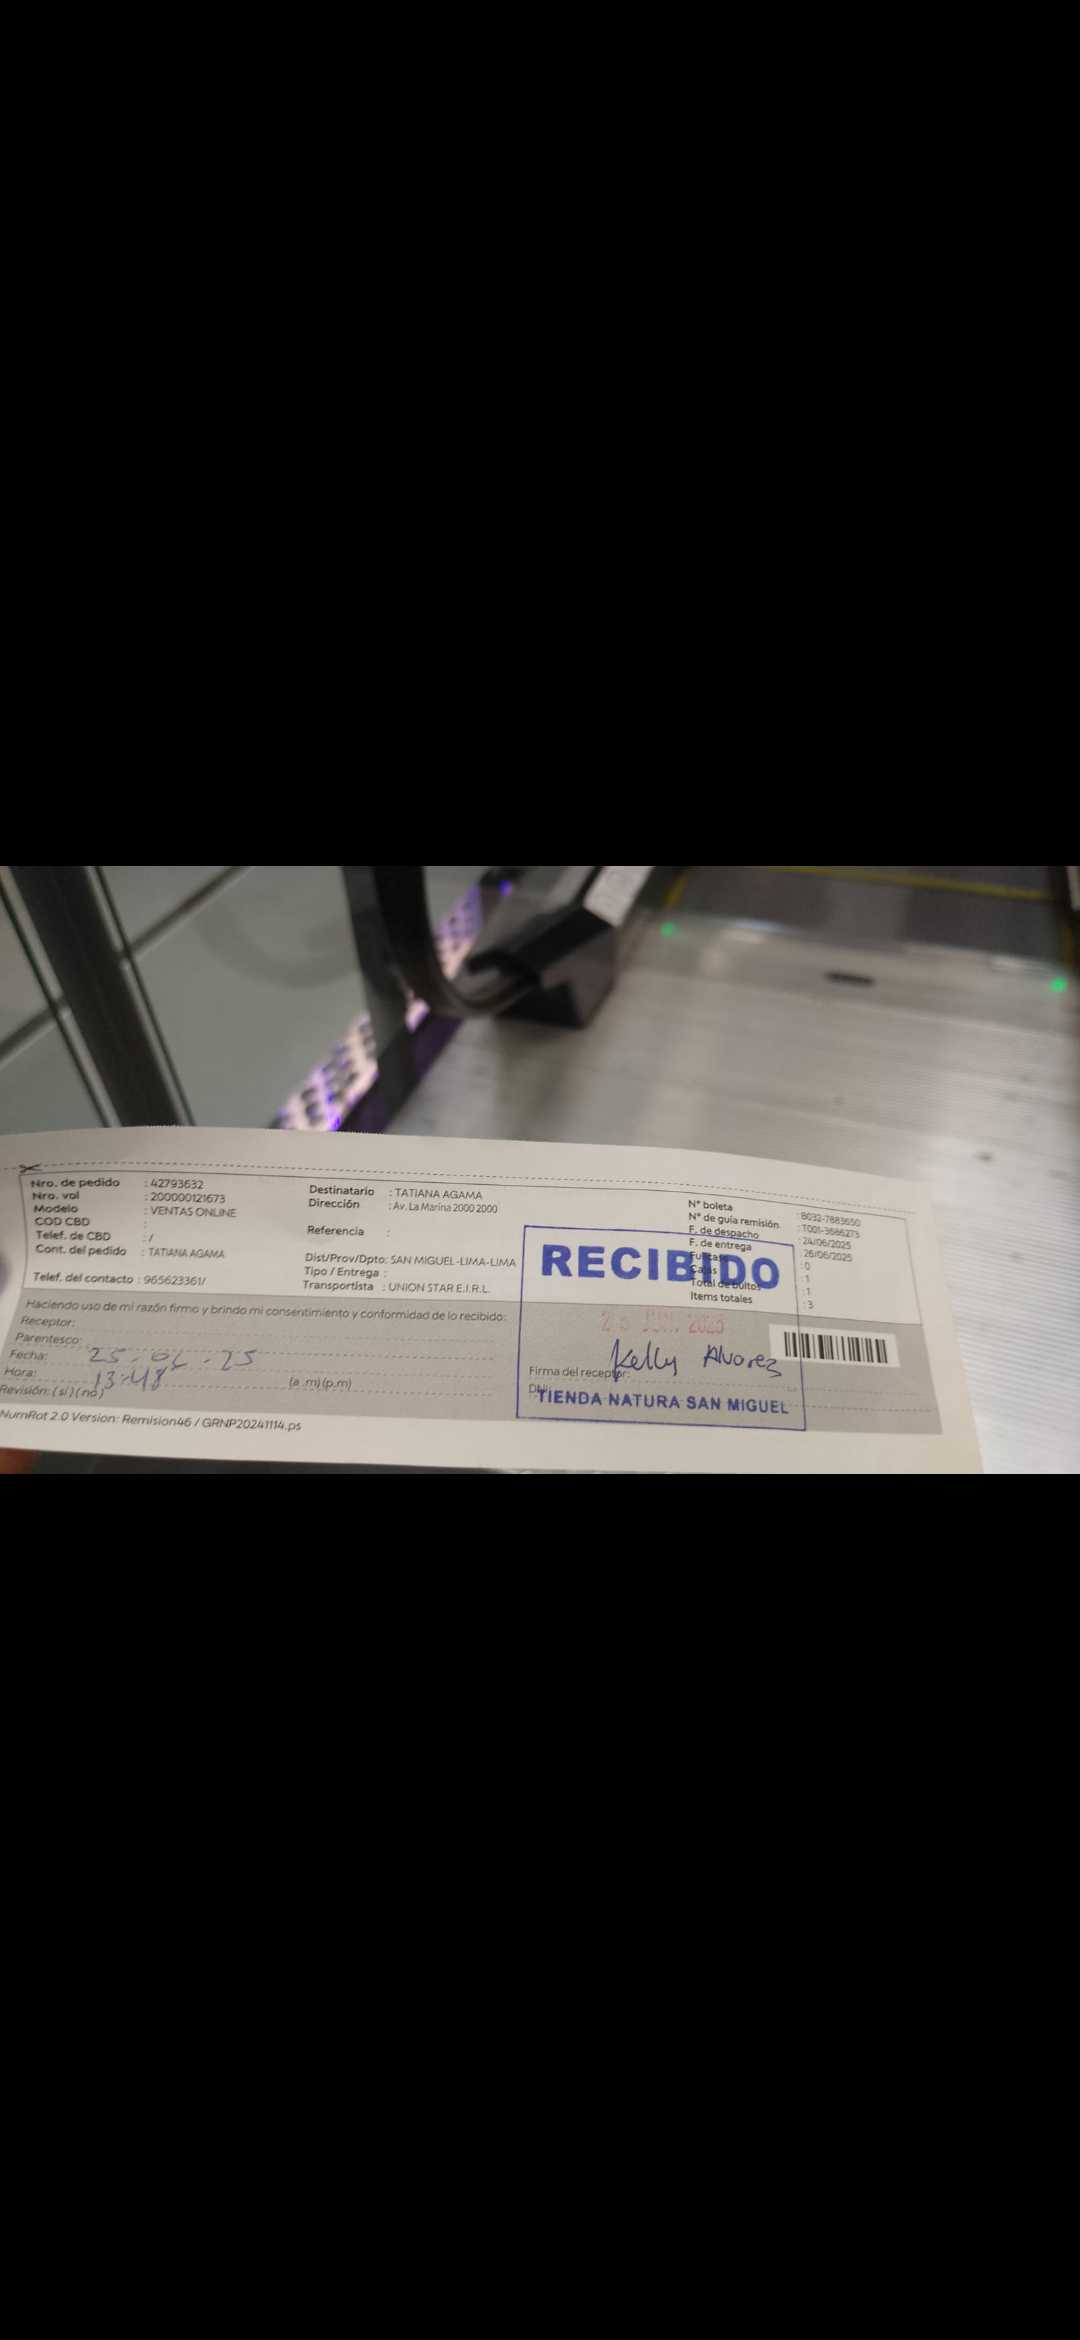 Nro. de pedido : 42793632
Nro. val : 200000121673
Modelo : VENTAS ONLINE
COD CBD :
Telef. de CBD : /
Cont. del pedido : TATIANA AGAMA
Telef. del contacto : 965623361/
Destinatario : TATIANA AGAMA
Dirección : Av. La Marina 2000 2000
Referencia :
Dist/Prov/Dpto: SAN MIGUEL-LIMA-LIMA
Tipo / Entrega :
Transportista : UNION STAR E.I.R.L.
N° boleta : B032-7883650
N° de guía remisión : T001-3686273
F. de despacho : 24/06/2025
F. de entrega : 26/06/2025
Full case : 0
Cajas : 1
Total de bultos : 1
Items totales : 3
RECIBIDO
Haciendo uso de mi razón firmo y brindo mi consentimiento y conformidad de lo recibido:
Receptor:
Parentesco:
Fecha: 25-06-25
Hora: 13:48 (a .m) (p.m)
Revisión: (si) (no)
JUN. 2025
Kelly Alvarez
Firma del receptor:
DNI:
TIENDA NATURA SAN MIGUEL
NumRot 2.0 Version: Remision46 / GRNP20241114.ps